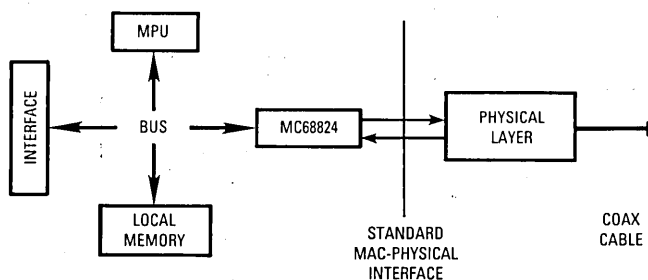 MPU
INTERFACE
BUS
MC68824
PHYSICAL
LAYER
LOCAL
MEMORY
STANDARD
MAC-PHYSICAL
INTERFACE
COAX
CABLE